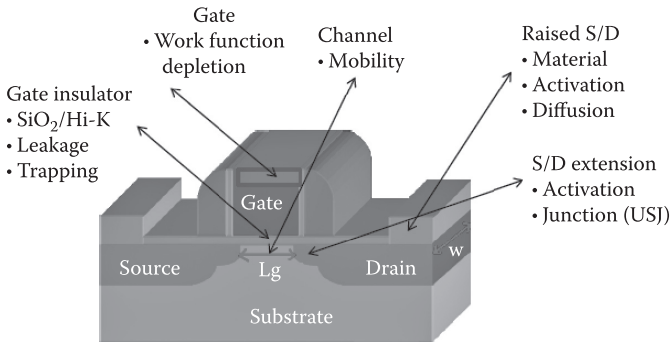 Gate
• Work function
depletion
Channel
• Mobility
Raised S/D
• Material
• Activation
• Diffusion
Gate insulator
• SiO₂/Hi-K
• Leakage
• Trapping
S/D extension
• Activation
• Junction (USJ)
Gate
Source
Lg
Drain
w
Substrate